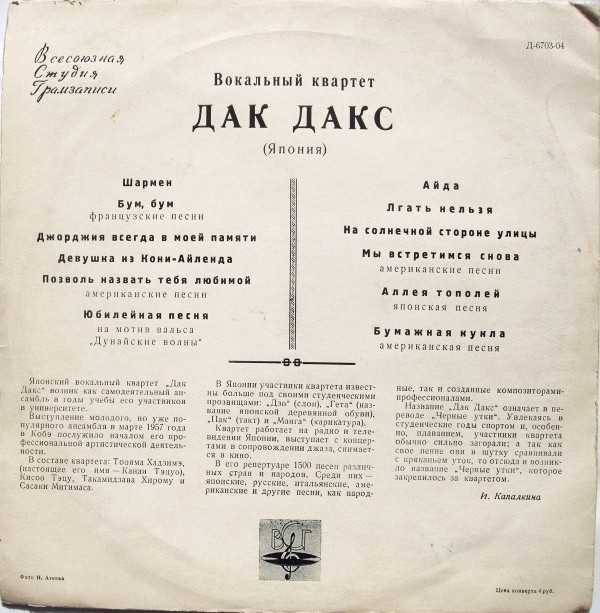 Всесоюзная
Студия
Грамзаписи
Д-6703-04
Вокальный квартет
ДАК ДАКС
(Япония)
Шармен
Бум, бум
французские песни
Джорджия всегда в моей памяти
Девушка из Кони-Айленда
Позволь назвать тебя любимой
американские песни
Юбилейная песня
на мотив вальса
„Дунайские волны“
Айда
Лгать нельзя
На солнечной стороне улицы
Мы встретимся снова
американские песни
Аллея тополей
японская песня
Бумажная кукла
американская песня
Японский вокальный квартет „Дак
Дакс“ возник как самодеятельный ан-
самбль в годы учебы его участников
в университете.
Выступление молодого, но уже по-
пулярного ансамбля в марте 1957 года
в Кобэ послужило началом его про-
фессиональной артистической деятель-
ности.
В составе квартета: Тоояма Хадзимэ,
(настоящее его имя — Канаи Тэцуо),
Кисоо Тэцу, Такамидзава Хирому и
Сасаки Митимаса.
В Японии участники квартета извест-
ны больше под своими студенческими
прозвищами: „Дзо“ (слон), „Гета“ (наз-
вание японской деревянной обуви),
„Пак“ (такт) и „Манга“ (карикатура).
Квартет работает на радио и теле-
видении Японии, выступает с концер-
тами в сопровождении джаза, снимает-
ся в кино.
В его репертуаре 1500 песен различ-
ных стран и народов. Среди них —
японские, русские, итальянские, аме-
риканские и другие песни, как народ-
ные, так и созданные композиторами-
профессионалами.
Название „Дак Дакс“ означает в пе-
реводе „Черные утки“. Увлекаясь в
студенческие годы спортом и, особен-
но, плаванием, участники квартета
обычно сильно загорали; а так как
свое пение они в шутку сравнивали
с кряканьем уток, то отсюда и возник-
ло название „Черные утки“, которое
закрепилось за квартетом.
И. Капалкина
ВСГ
Фото И. Агеева
Цена конверта 4 руб.